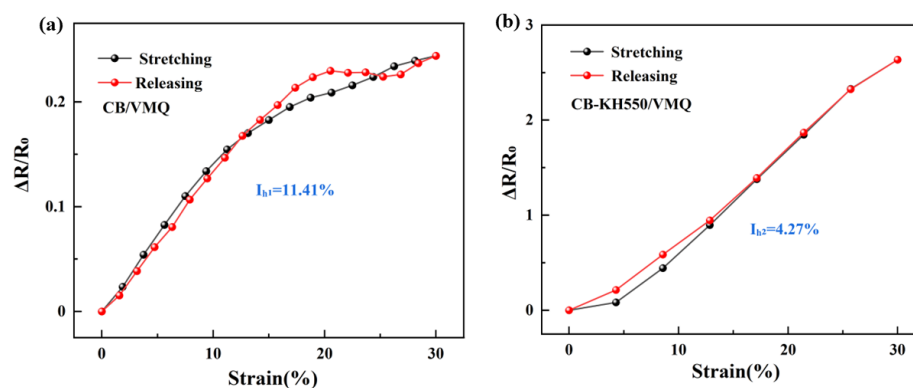 (a)
Stretching
Releasing
CB/VMQ
Iₕ₁=11.41%
ΔR/R₀
0.2
0.1
0
0
10
20
30
Strain(%)
(b)
Stretching
Releasing
CB-KH550/VMQ
Iₕ₂=4.27%
ΔR/R₀
3
2
1
0
0
10
20
30
Strain(%)